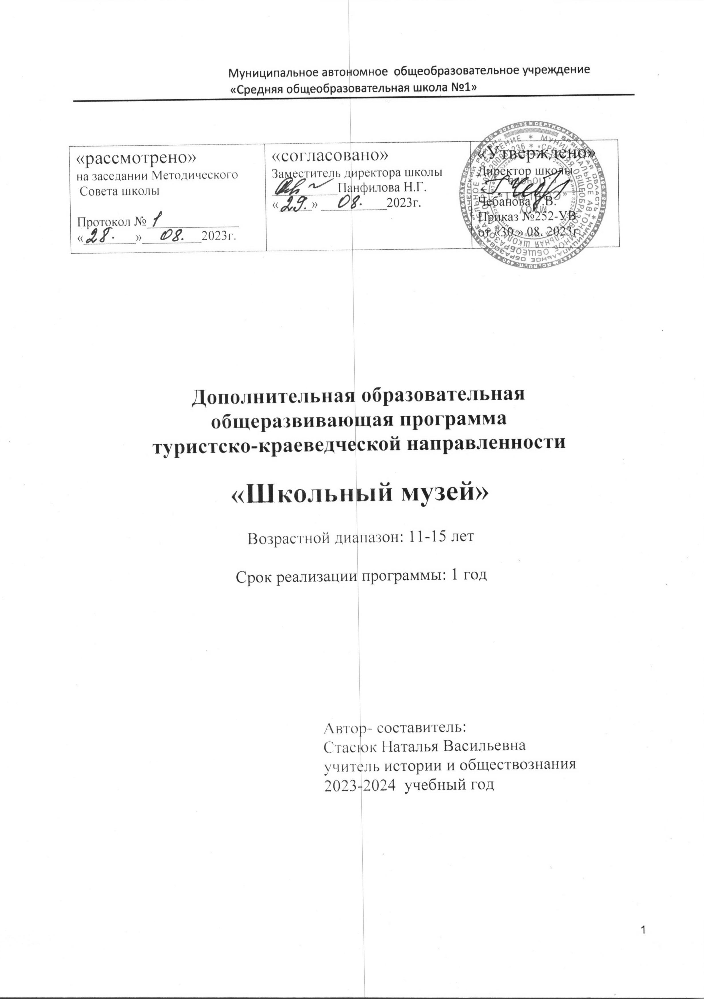 Муниципальное автономное общеобразовательное учреждение
«Средняя общеобразовательная школа №1»
«рассмотрено»
на заседании Методического
Совета школы
Протокол № 1
«28.» 08. 2023г.
«согласовано»
Заместитель директора школы
Панфилова Н.Г.
«29.» 08. 2023г.
«Утверждено»
Директор школы
Чебанова .В.
Приказ №252-УВ
от «30.» 08. 2023г.
МАОУ
Дополнительная образовательная
общеразвивающая программа
туристско-краеведческой направленности
«Школьный музей»
Возрастной диапазон: 11-15 лет
Срок реализации программы: 1 год
Автор- составитель:
Стасюк Наталья Васильевна
учитель истории и обществознания
2023-2024 учебный год
1